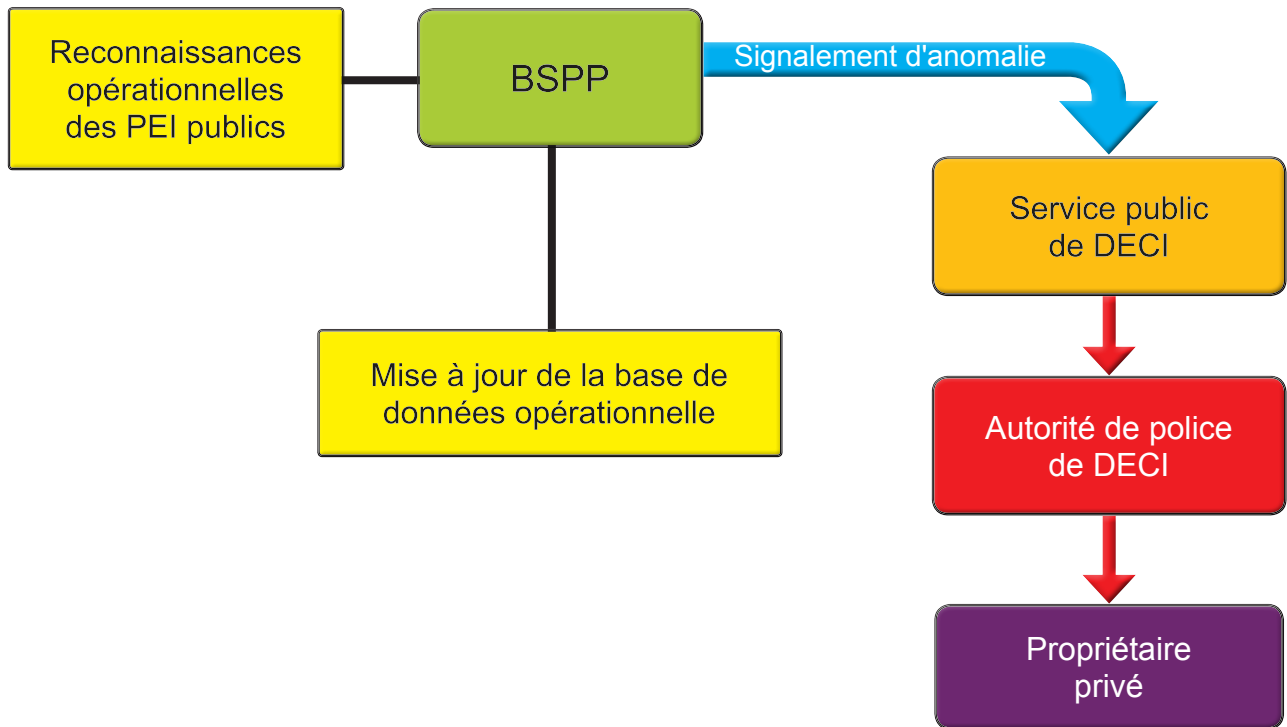 Reconnaissances
opérationnelles
des PEI publics
BSPP
Signalement d'anomalie
Service public
de DECI
Mise à jour de la base de
données opérationnelle
Autorité de police
de DECI
Propriétaire
privé